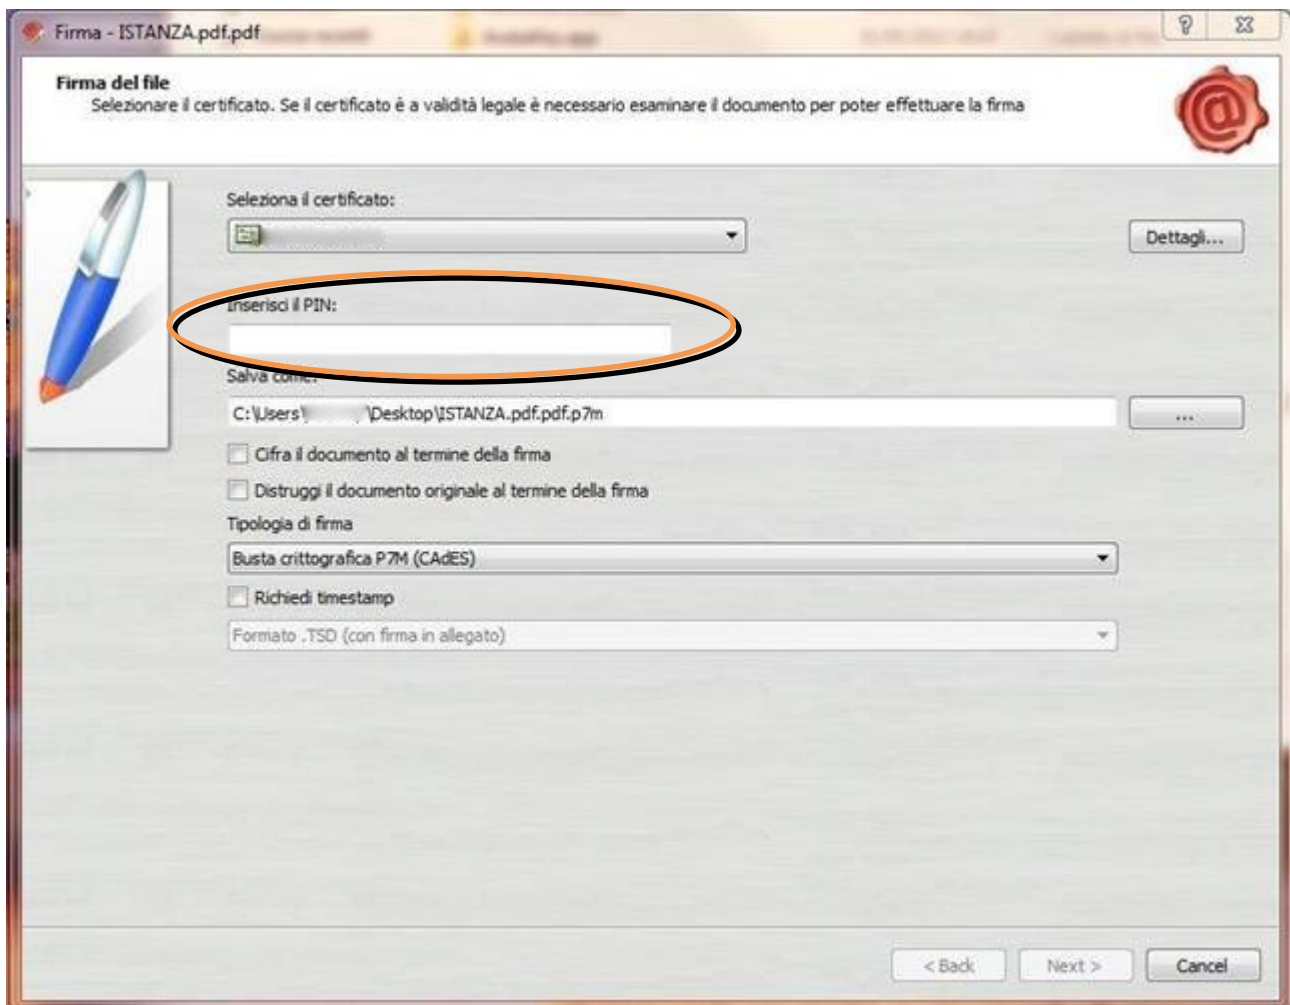 Firma - ISTANZA.pdf.pdf
Firma del file
Selezionare il certificato. Se il certificato è a validità legale è necessario esaminare il documento per poter effettuare la firma
Seleziona il certificato:
Dettagli...
Inserisci il PIN:
Salva come:
C:\Users\ \Desktop\ISTANZA.pdf.pdf.p7m
...
Cifra il documento al termine della firma
Distruggi il documento originale al termine della firma
Tipologia di firma
Busta crittografica P7M (CAdES)
Richiedi timestamp
Formato .TSD (con firma in allegato)
< Back Next > Cancel